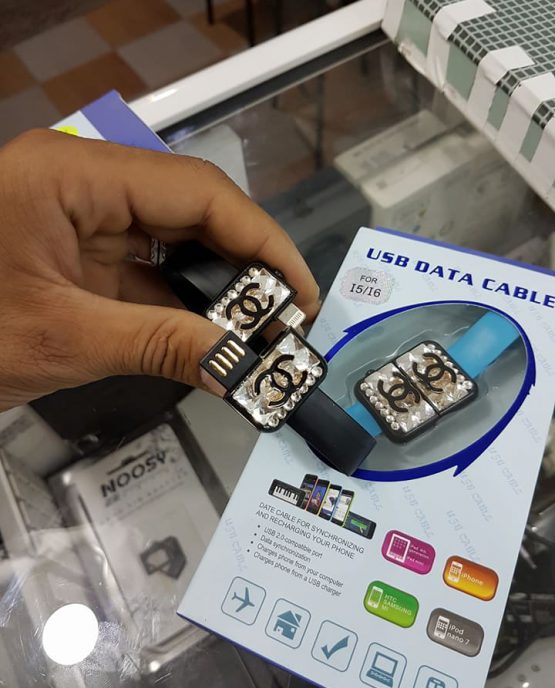 USB DATA CABLE
FOR
I5/I6
DATE CABLE FOR SYNCHRONIZING
AND RECHARGING YOUR PHONE
• USB 2.0-compatible port
• Data synchronization
• Charges phone from your computer
• Charges phone from a USB charger
iPhone
HTC
SAMSUNG
MI
iPod
nano 7
NOOSY